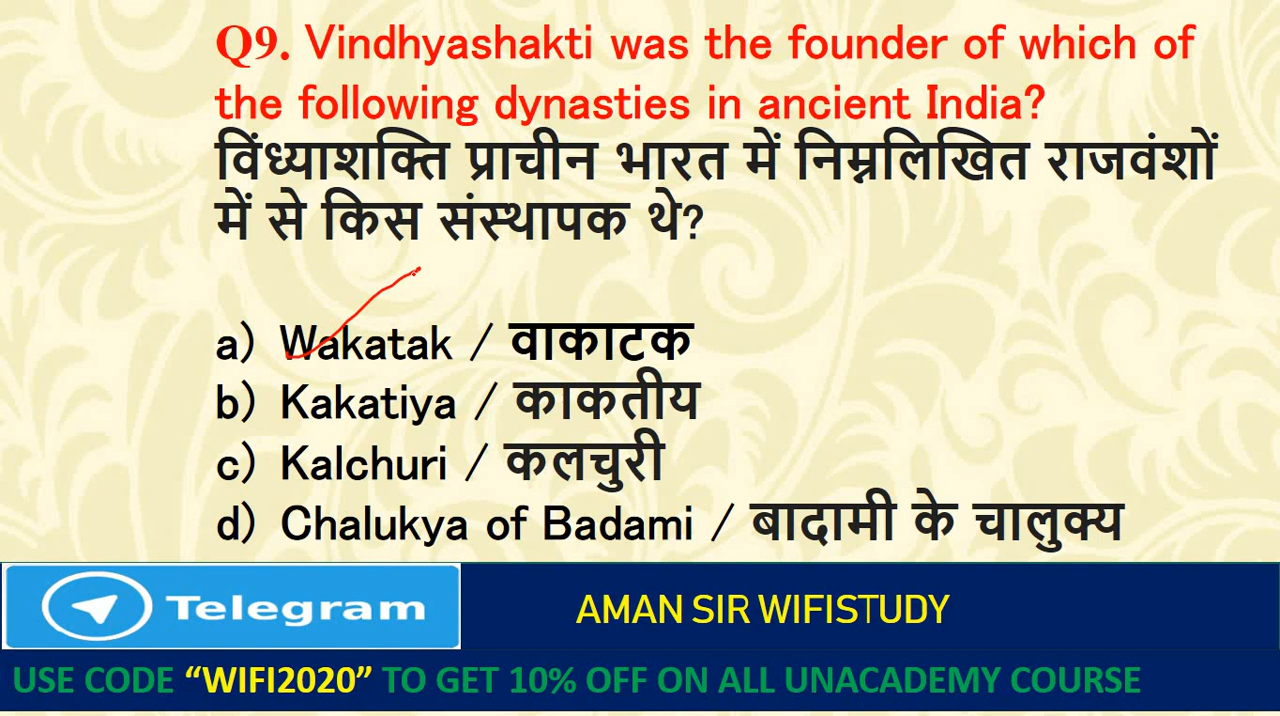 Q9. Vindhyashakti was the founder of which of
the following dynasties in ancient India?
विंध्याशक्ति प्राचीन भारत में निम्नलिखित राजवंशों
में से किस संस्थापक थे?
a) Wakatak / वाकाटक
b) Kakatiya / काकतीय
c) Kalchuri / कलचुरी
d) Chalukya of Badami / बादामी के चालुक्य
Telegram AMAN SIR WIFISTUDY
USE CODE “WIFI2020” TO GET 10% OFF ON ALL UNACADEMY COURSE